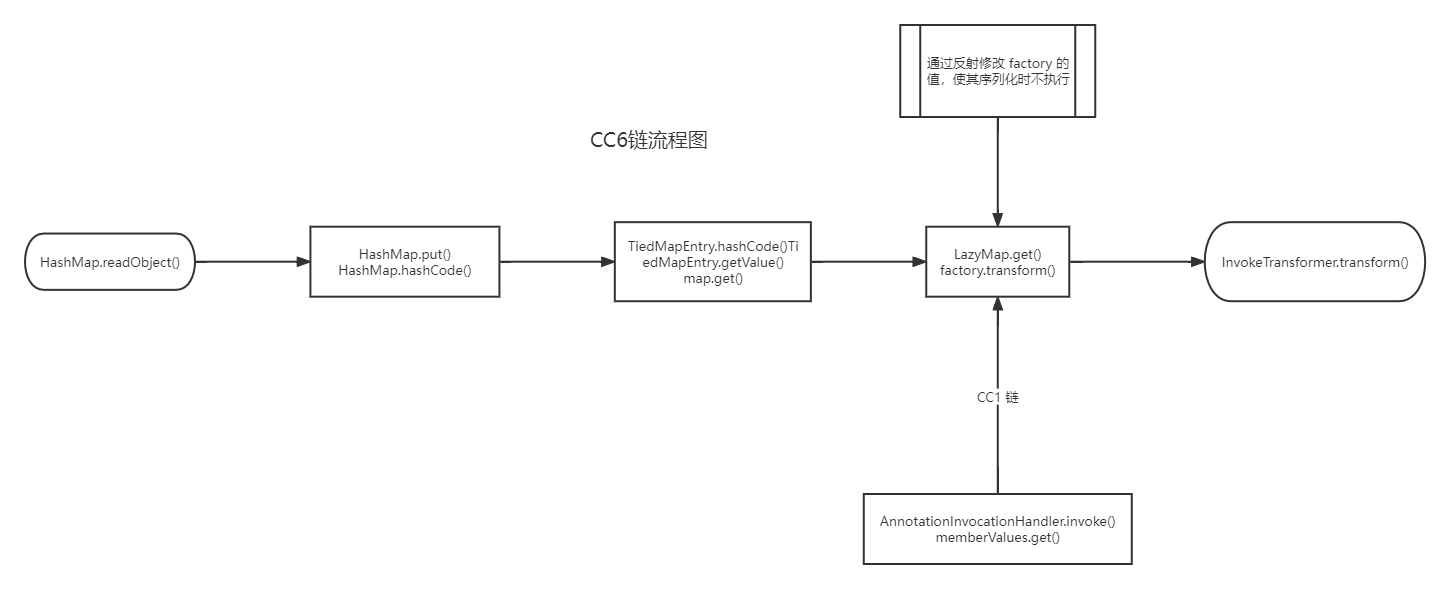 通过反射修改 factory 的
值，使其序列化时不执行
CC6链流程图
HashMap.readObject()
HashMap.put()
HashMap.hashCode()
TiedMapEntry.hashCode()Ti
edMapEntry.getValue()
map.get()
LazyMap.get()
factory.transform()
InvokeTransformer.transform()
CC1 链
AnnotationInvocationHandler.invoke()
memberValues.get()